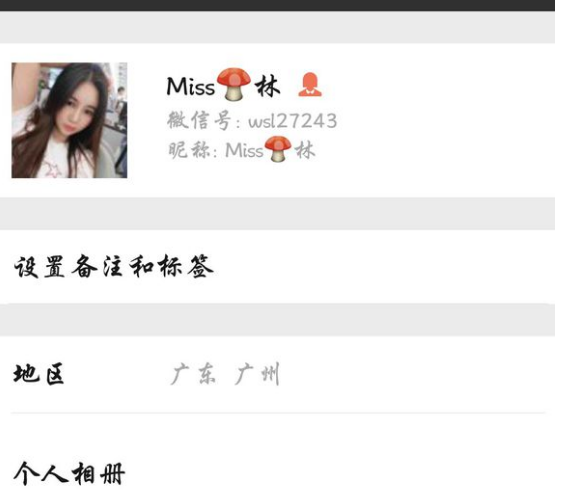 Miss🍄林
微信号: wsl27243
昵称: Miss🍄林
设置备注和标签
地区 广东 广州
个人相册